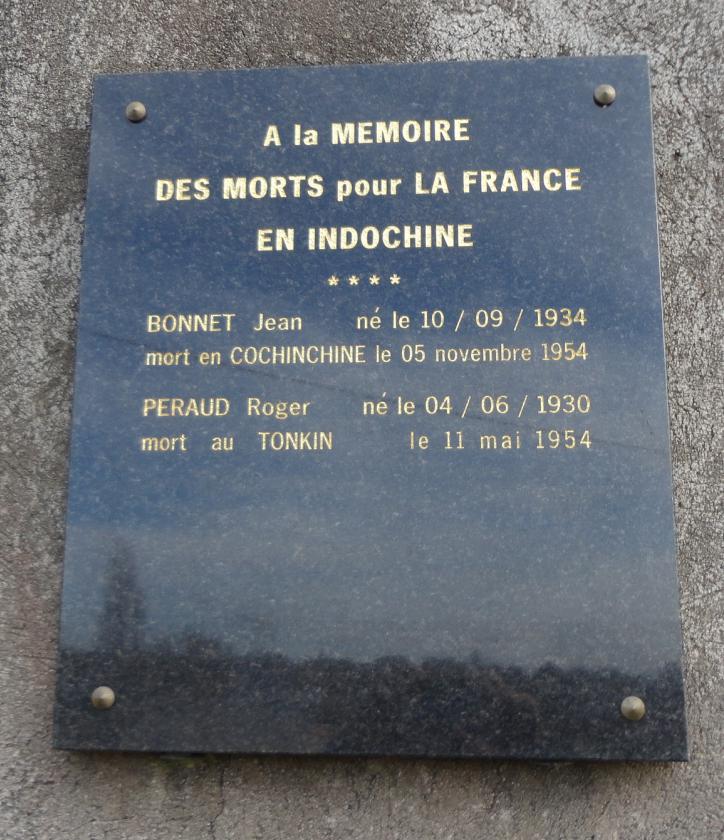 A la MEMOIRE
DES MORTS pour LA FRANCE
EN INDOCHINE
* * * *
BONNET Jean né le 10 / 09 / 1934
mort en COCHINCHINE le 05 novembre 1954
PERAUD Roger né le 04 / 06 / 1930
mort au TONKIN le 11 mai 1954